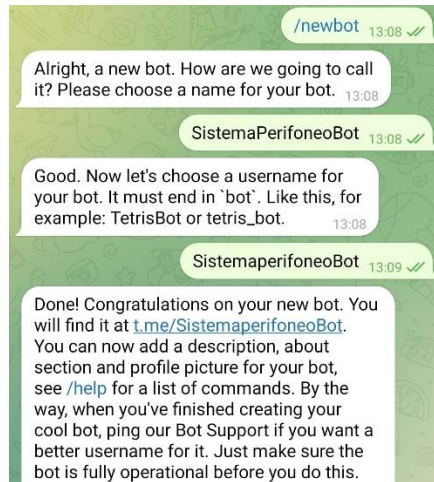 /newbot 13:08
Alright, a new bot. How are we going to call
it? Please choose a name for your bot. 13:08
SistemaPerifoneoBot 13:08
Good. Now let's choose a username for
your bot. It must end in `bot`. Like this, for
example: TetrisBot or tetris_bot. 13:08
SistemaperifoneoBot 13:09
Done! Congratulations on your new bot. You
will find it at t.me/SistemaperifoneoBot.
You can now add a description, about
section and profile picture for your bot,
see /help for a list of commands. By the
way, when you've finished creating your
cool bot, ping our Bot Support if you want a
better username for it. Just make sure the
bot is fully operational before you do this.